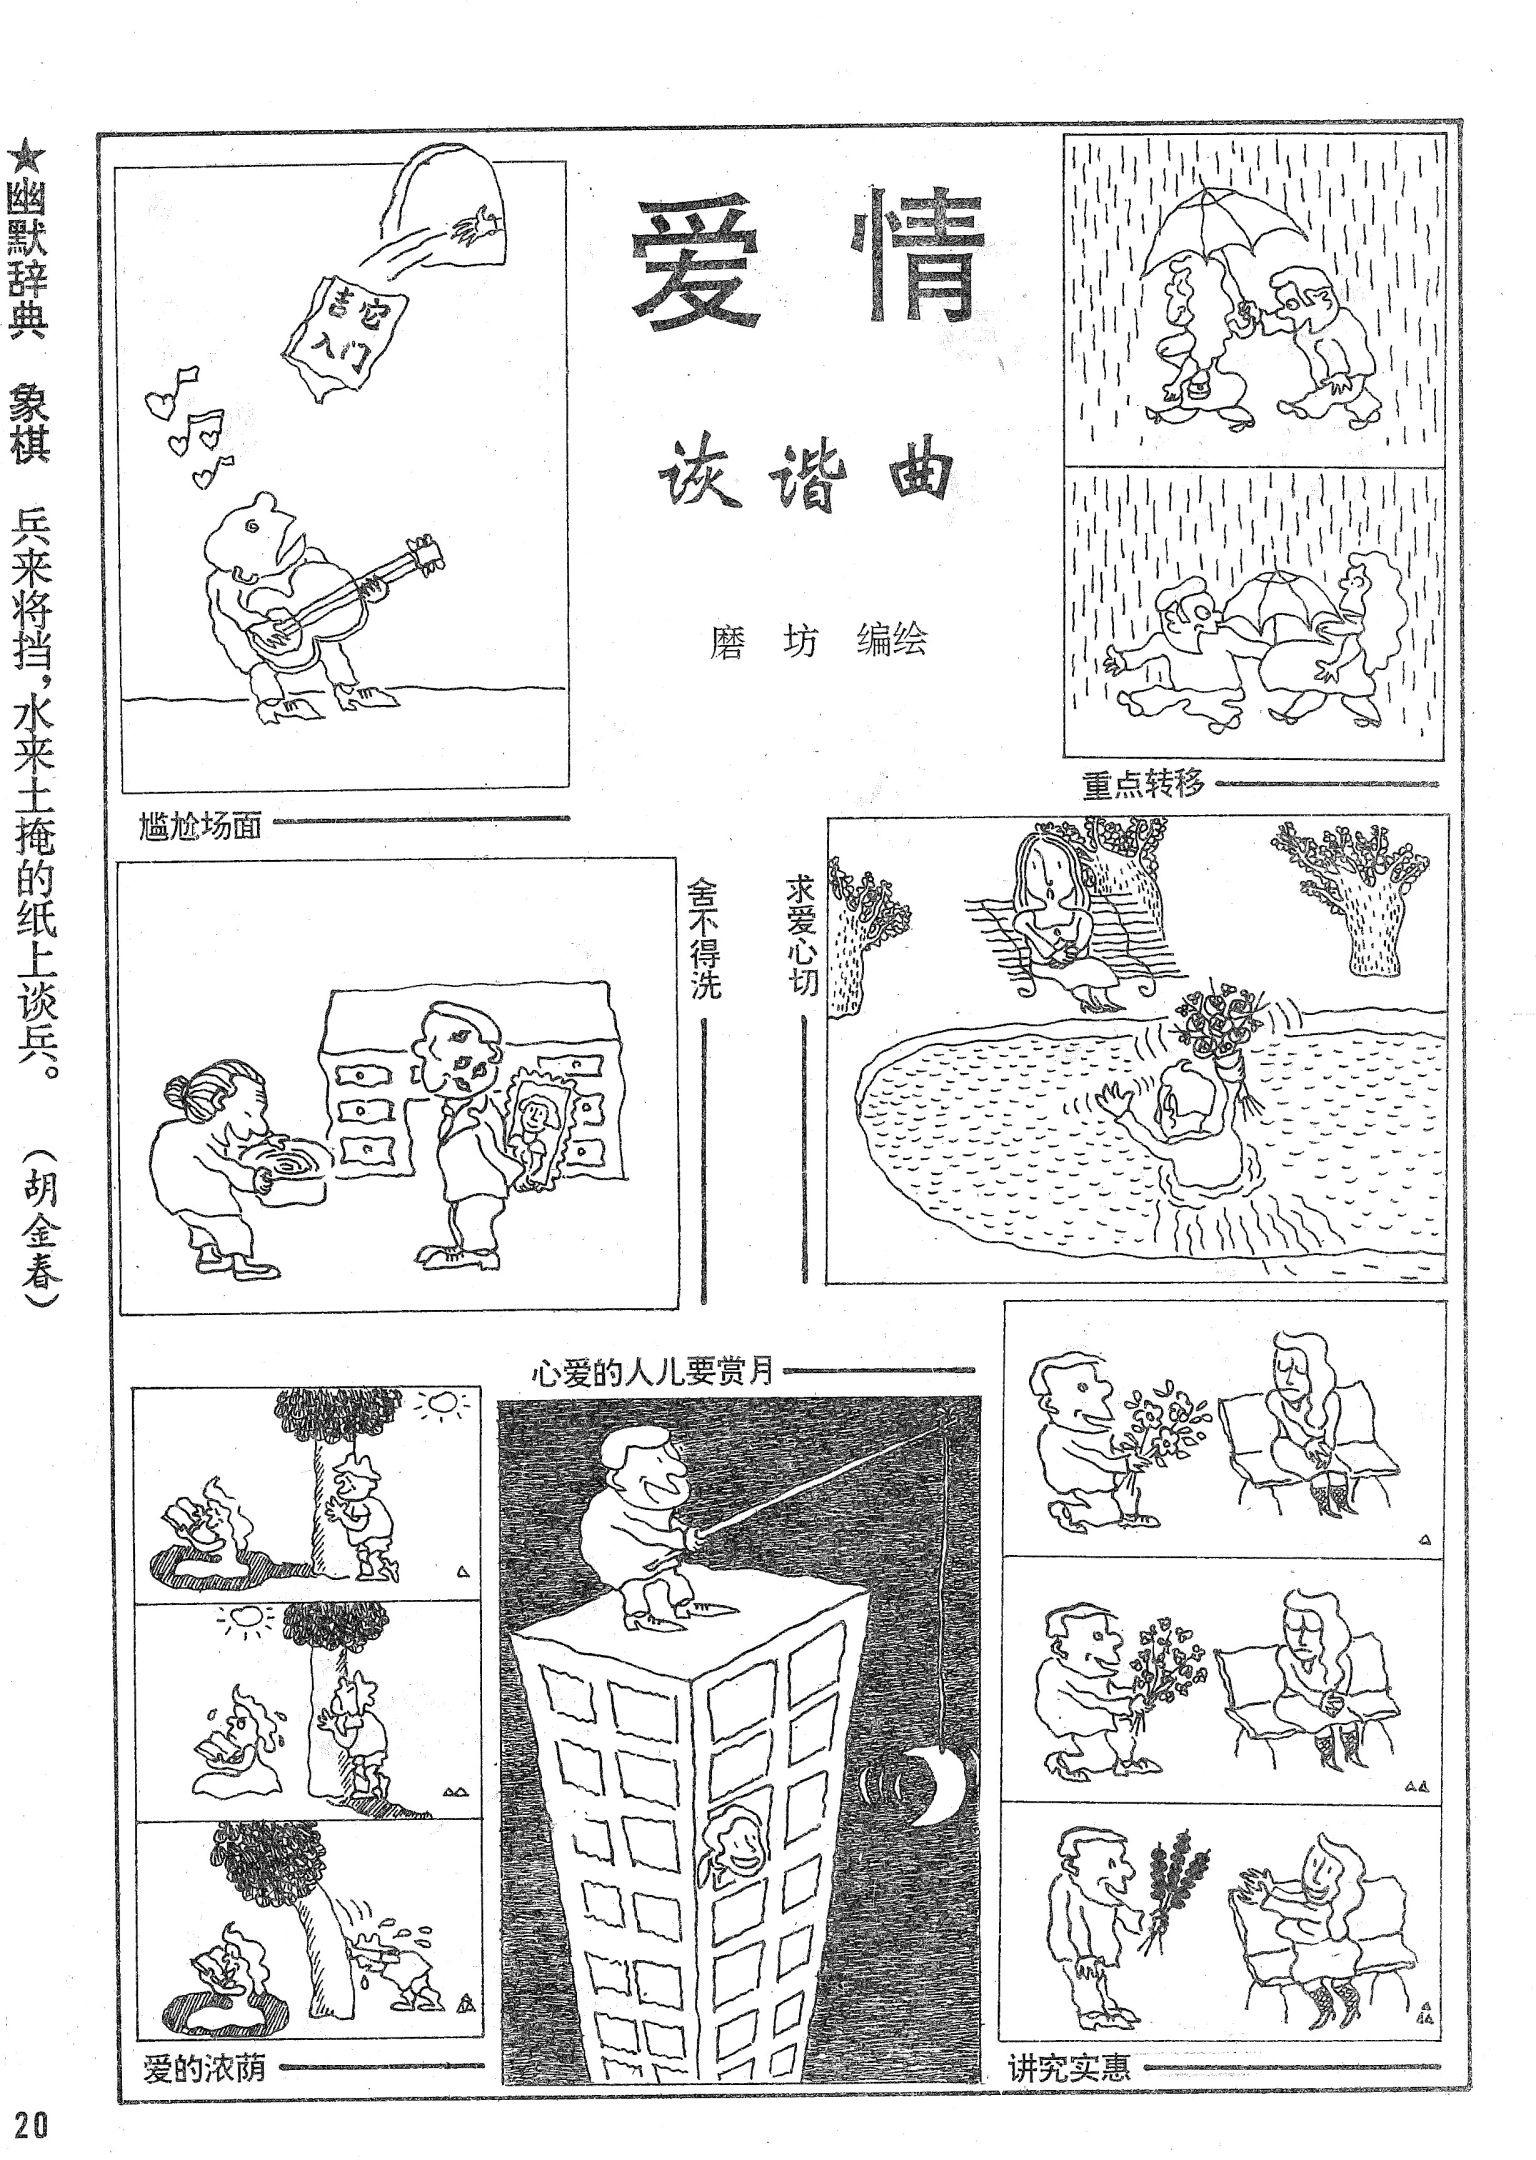 ★幽默辞典 象棋 兵来将挡，水来土掩的纸上谈兵。 （胡金春）
爱情
诙谐曲
磨坊 编绘
吉它
入门
尴尬场面
重点转移
舍不得洗
求爱心切
心爱的人儿要赏月
爱的浓荫
讲究实惠
20